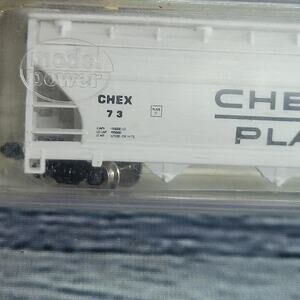 model
power
CHEX
73
CHE
PLA